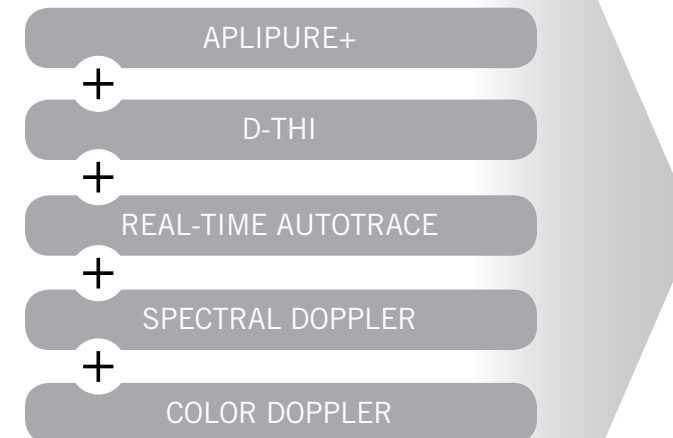 APLIPURE+
+
D-THI
+
REAL-TIME AUTOTRACE
+
SPECTRAL DOPPLER
+
COLOR DOPPLER